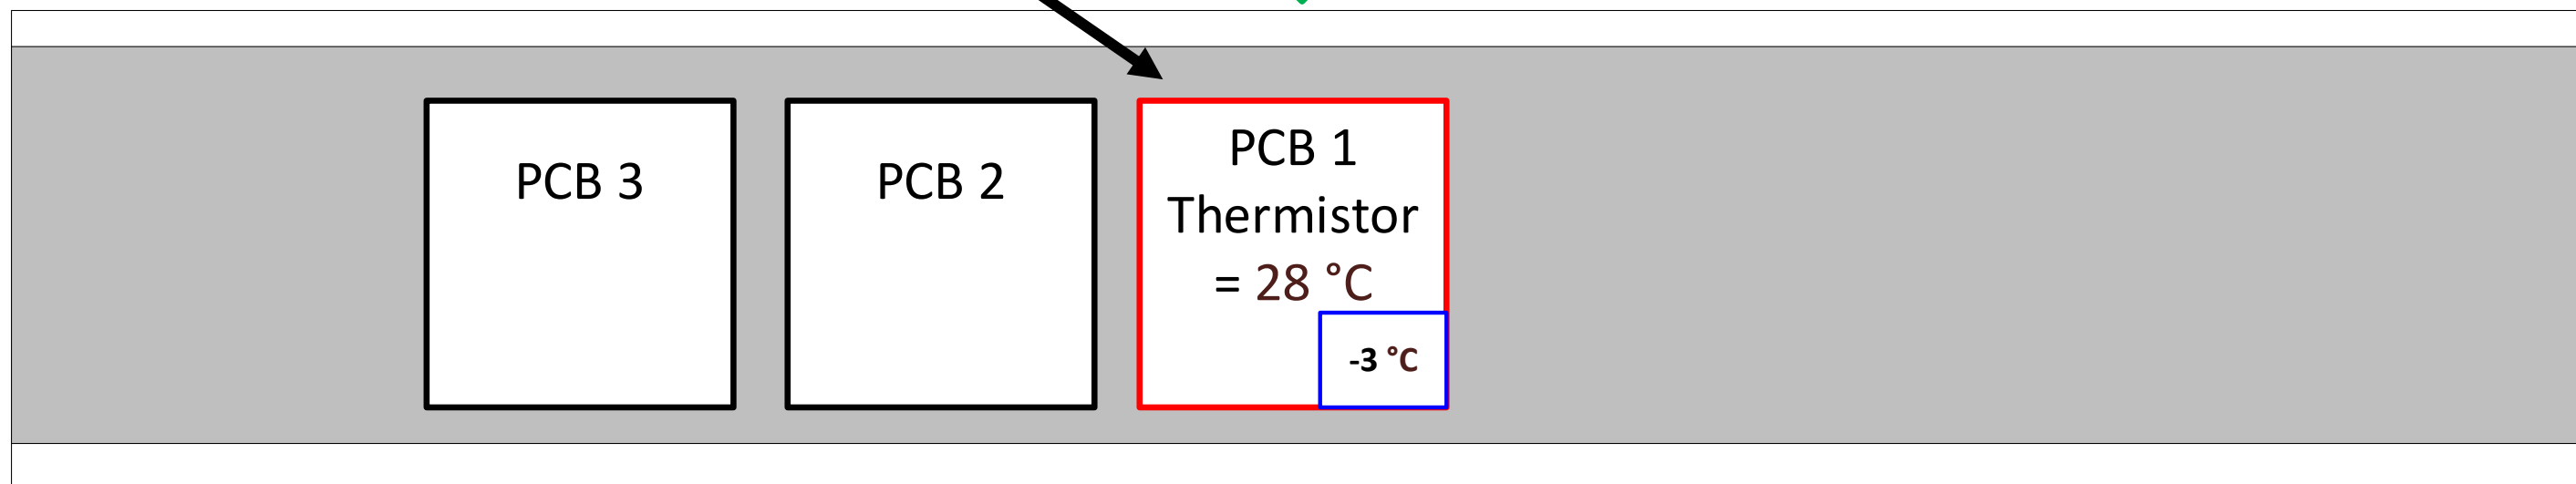 PCB 3
PCB 2
PCB 1
Thermistor
= 28 °C
-3 °C